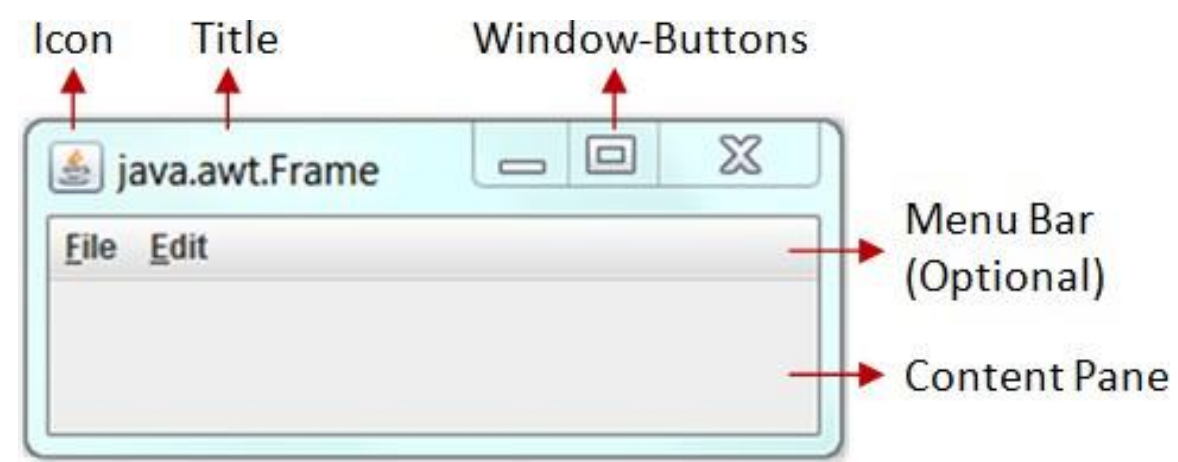 Icon Title Window-Buttons
java.awt.Frame
File Edit
Menu Bar
(Optional)
Content Pane